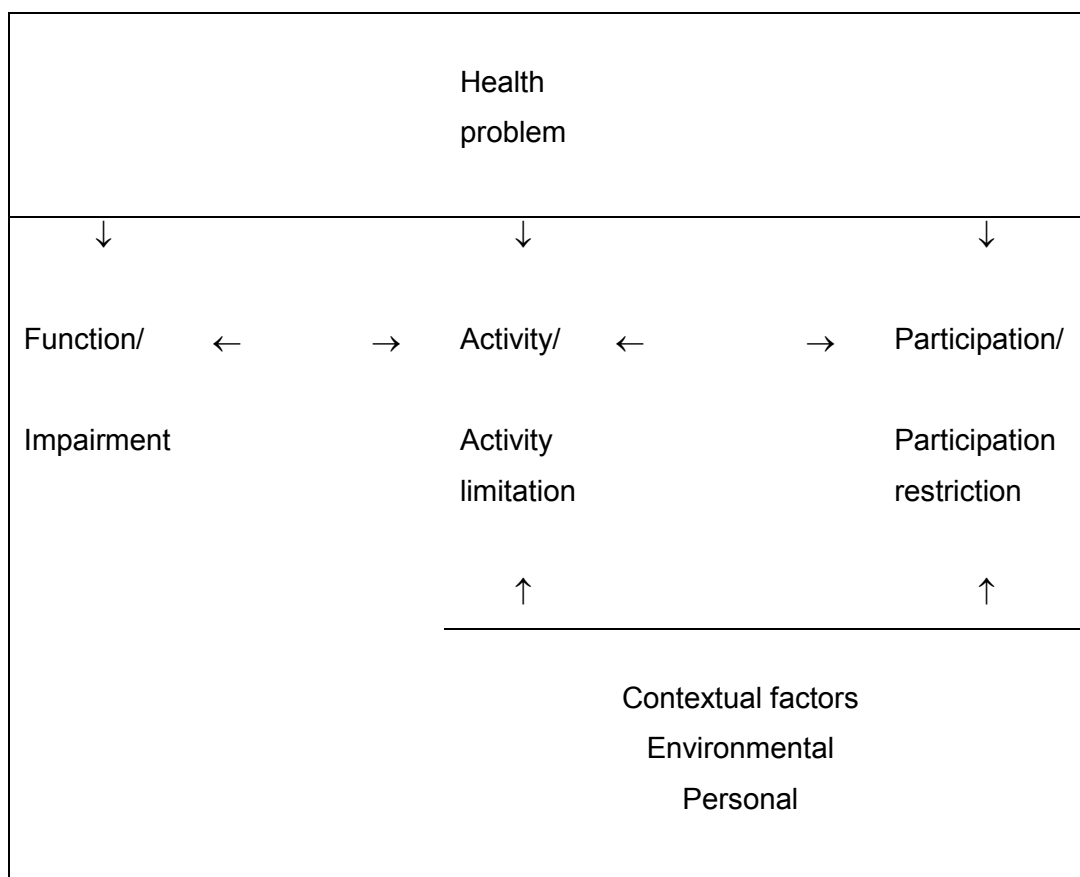 Health
problem
↓ ↓ ↓
Function/ ← → Activity/ ← → Participation/
Impairment Activity Participation
limitation restriction
↑ ↑
Contextual factors
Environmental
Personal